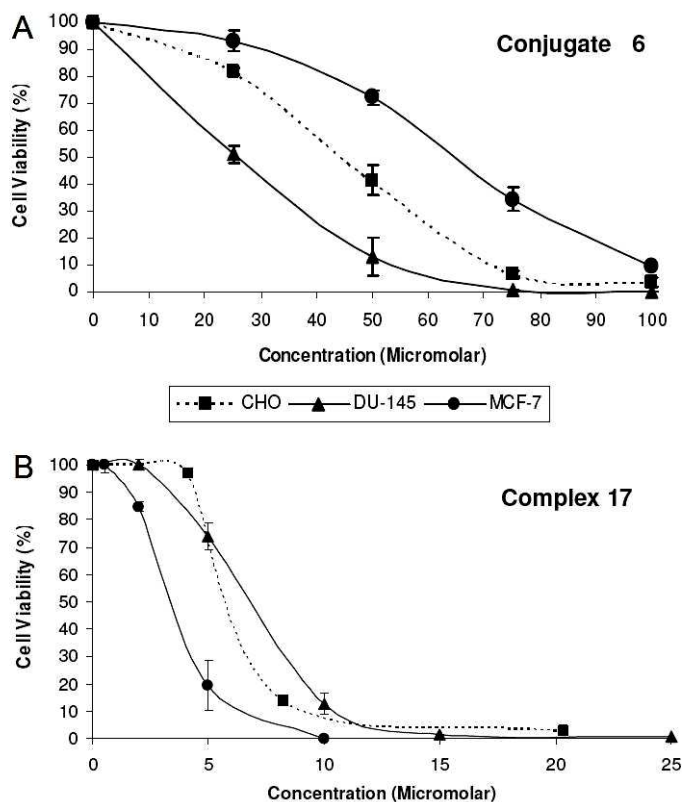 A
Conjugate 6
Cell Viability (%)
100
90
80
70
60
50
40
30
20
10
0
0 10 20 30 40 50 60 70 80 90 100
Concentration (Micromolar)
CHO DU-145 MCF-7
B
Complex 17
Cell Viability (%)
100
90
80
70
60
50
40
30
20
10
0
0 5 10 15 20 25
Concentration (Micromolar)